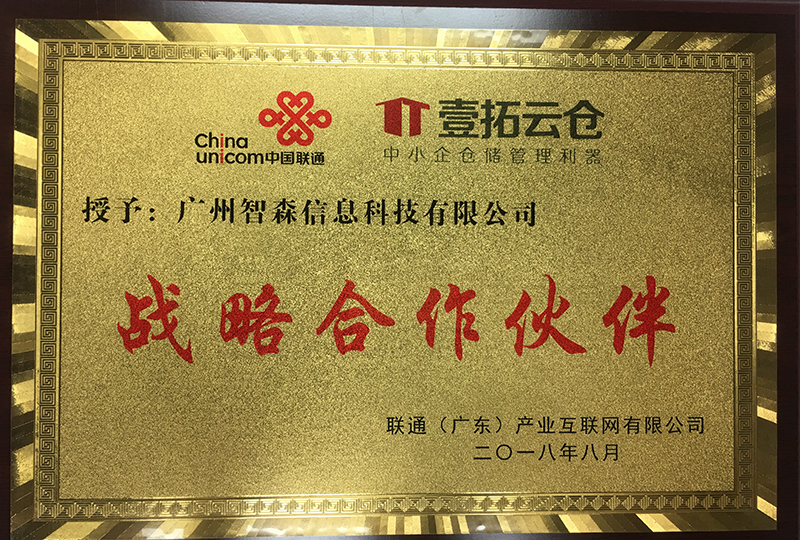 China
unicom中国联通
壹拓云仓
中小企仓储管理利器
授予：广州智森信息科技有限公司
战略合作伙伴
联通（广东）产业互联网有限公司
二〇一八年八月